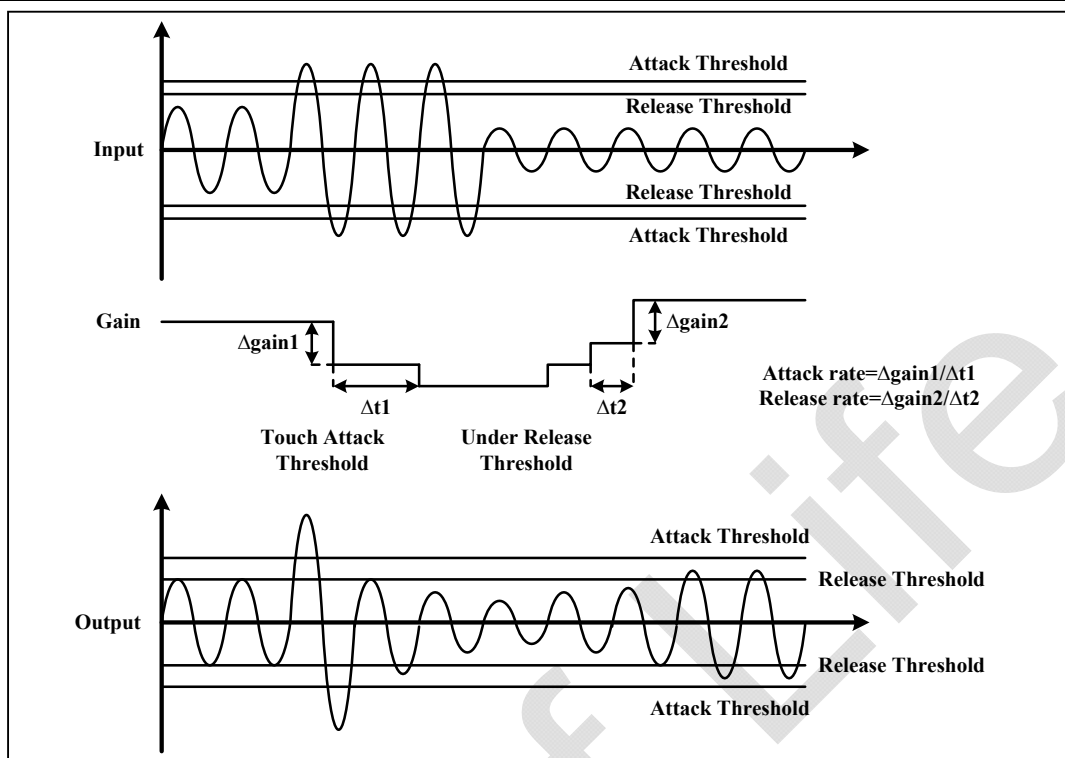 Attack Threshold
Release Threshold
Input
Release Threshold
Attack Threshold
Gain
Δgain1
Δgain2
Δt1
Δt2
Attack rate=Δgain1/Δt1
Release rate=Δgain2/Δt2
Touch Attack
Threshold
Under Release
Threshold
Attack Threshold
Release Threshold
Output
Release Threshold
Attack Threshold
f Life